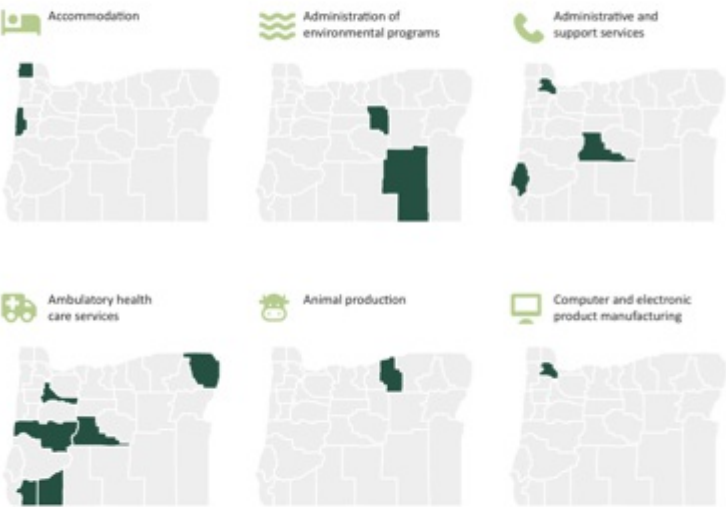 Accommodation
Administration of
environmental programs
Administrative and
support services
Ambulatory health
care services
Animal production
Computer and electronic
product manufacturing